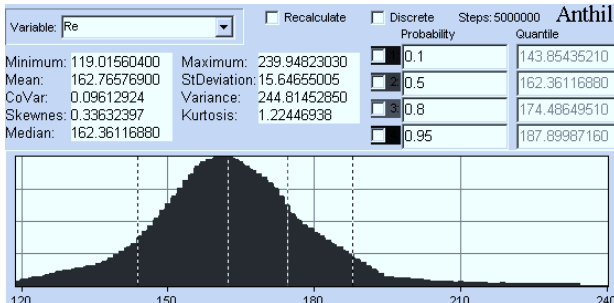 Variable: Re Recalculate Discrete Steps:5000000 Anthil
Probability Quantile
Minimum: 119.01560400 Maximum: 239.94823030 1 0.1 143.85435210
Mean: 162.76576900 StDeviation: 15.64655005 2 0.5 162.36116880
CoVar: 0.09612924 Variance: 244.81452850
Skewnes: 0.33632397 Kurtosis: 1.22446938 3 0.8 174.48649510
Median: 162.36116880 0.95 187.89987160
120 150 180 210 240